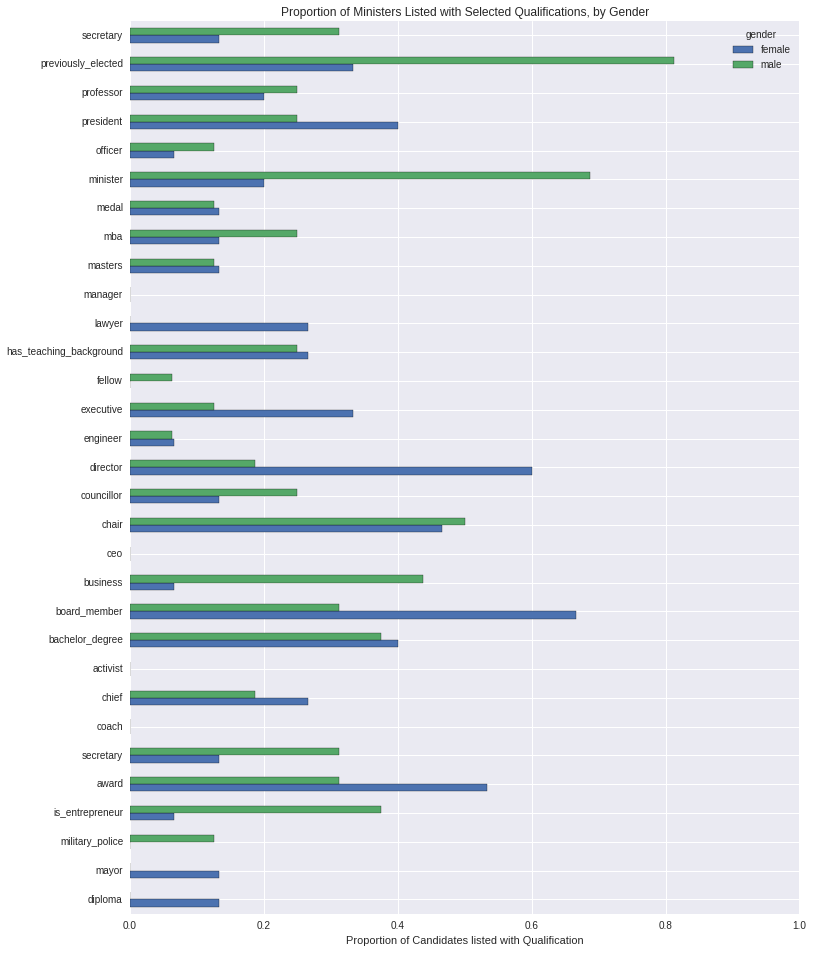 Proportion of Ministers Listed with Selected Qualifications, by Gender
gender
female
male
secretary
previously_elected
professor
president
officer
minister
medal
mba
masters
manager
lawyer
has_teaching_background
fellow
executive
engineer
director
councillor
chair
ceo
business
board_member
bachelor_degree
activist
chief
coach
secretary
award
is_entrepreneur
military_police
mayor
diploma
0.0 0.2 0.4 0.6 0.8 1.0
Proportion of Candidates listed with Qualification